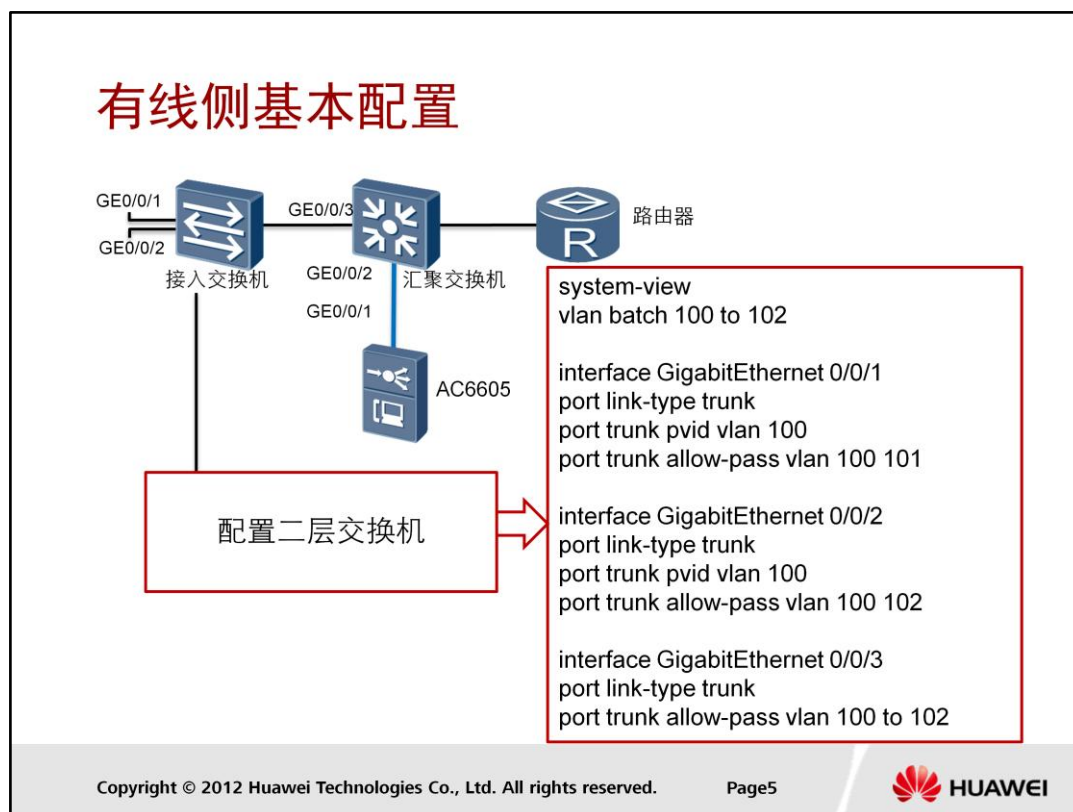 有线侧基本配置
GE0/0/1
GE0/0/2
接入交换机
GE0/0/3
GE0/0/2
汇聚交换机
GE0/0/1
AC6605
R
路由器
配置二层交换机
system-view
vlan batch 100 to 102
interface GigabitEthernet 0/0/1
port link-type trunk
port trunk pvid vlan 100
port trunk allow-pass vlan 100 101
interface GigabitEthernet 0/0/2
port link-type trunk
port trunk pvid vlan 100
port trunk allow-pass vlan 100 102
interface GigabitEthernet 0/0/3
port link-type trunk
port trunk allow-pass vlan 100 to 102
Copyright © 2012 Huawei Technologies Co., Ltd. All rights reserved.
Page5
HUAWEI